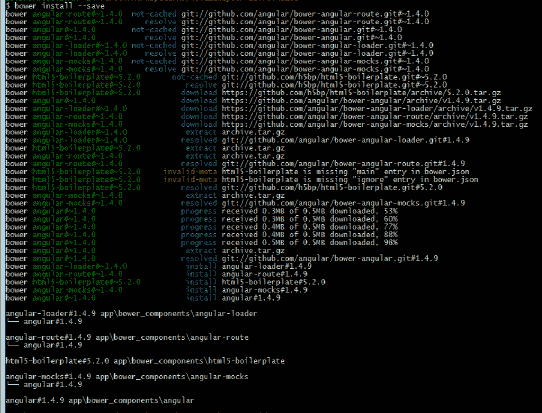 $ bower install --save
bower angular-route#~1.4.0 not-cached git://github.com/angular/bower-angular-route.git#~1.4.0
bower angular-route#~1.4.0 resolve git://github.com/angular/bower-angular-route.git#~1.4.0
bower angular#~1.4.0 not-cached git://github.com/angular/bower-angular.git#~1.4.0
bower angular#~1.4.0 resolve git://github.com/angular/bower-angular.git#~1.4.0
bower angular-loader#~1.4.0 not-cached git://github.com/angular/bower-angular-loader.git#~1.4.0
bower angular-loader#~1.4.0 resolve git://github.com/angular/bower-angular-loader.git#~1.4.0
bower angular-mocks#~1.4.0 not-cached git://github.com/angular/bower-angular-mocks.git#~1.4.0
bower angular-mocks#~1.4.0 resolve git://github.com/angular/bower-angular-mocks.git#~1.4.0
bower html5-boilerplate#~5.2.0 not-cached git://github.com/h5bp/html5-boilerplate.git#~5.2.0
bower html5-boilerplate#~5.2.0 resolve git://github.com/h5bp/html5-boilerplate.git#~5.2.0
bower html5-boilerplate#~5.2.0 download https://github.com/h5bp/html5-boilerplate/archive/5.2.0.tar.gz
bower angular#~1.4.0 download https://github.com/angular/bower-angular/archive/v1.4.9.tar.gz
bower angular-loader#~1.4.0 download https://github.com/angular/bower-angular-loader/archive/v1.4.9.tar.gz
bower angular-route#~1.4.0 download https://github.com/angular/bower-angular-route/archive/v1.4.9.tar.gz
bower angular-mocks#~1.4.0 download https://github.com/angular/bower-angular-mocks/archive/v1.4.9.tar.gz
bower angular-loader#~1.4.0 extract archive.tar.gz
bower angular-loader#~1.4.0 resolved git://github.com/angular/bower-angular-loader.git#1.4.9
bower html5-boilerplate#~5.2.0 extract archive.tar.gz
bower angular-route#~1.4.0 extract archive.tar.gz
bower angular-route#~1.4.0 resolved git://github.com/angular/bower-angular-route.git#1.4.9
bower html5-boilerplate#~5.2.0 invalid-meta html5-boilerplate is missing "main" entry in bower.json
bower html5-boilerplate#~5.2.0 invalid-meta html5-boilerplate is missing "ignore" entry in bower.json
bower html5-boilerplate#~5.2.0 resolved git://github.com/h5bp/html5-boilerplate.git#5.2.0
bower angular-mocks#~1.4.0 extract archive.tar.gz
bower angular-mocks#~1.4.0 resolved git://github.com/angular/bower-angular-mocks.git#1.4.9
bower angular#~1.4.0 progress received 0.3MB of 0.5MB downloaded, 53%
bower angular#~1.4.0 progress received 0.3MB of 0.5MB downloaded, 60%
bower angular#~1.4.0 progress received 0.4MB of 0.5MB downloaded, 77%
bower angular#~1.4.0 progress received 0.4MB of 0.5MB downloaded, 88%
bower angular#~1.4.0 progress received 0.5MB of 0.5MB downloaded, 98%
bower angular#~1.4.0 extract archive.tar.gz
bower angular#~1.4.0 resolved git://github.com/angular/bower-angular.git#1.4.9
bower angular-loader#~1.4.0 install angular-loader#1.4.9
bower angular-route#~1.4.0 install angular-route#1.4.9
bower html5-boilerplate#~5.2.0 install html5-boilerplate#5.2.0
bower angular-mocks#~1.4.0 install angular-mocks#1.4.9
bower angular#~1.4.0 install angular#1.4.9
angular-loader#1.4.9 app\bower_components\angular-loader
└── angular#1.4.9
angular-route#1.4.9 app\bower_components\angular-route
└── angular#1.4.9
html5-boilerplate#5.2.0 app\bower_components\html5-boilerplate
angular-mocks#1.4.9 app\bower_components\angular-mocks
└── angular#1.4.9
angular#1.4.9 app\bower_components\angular